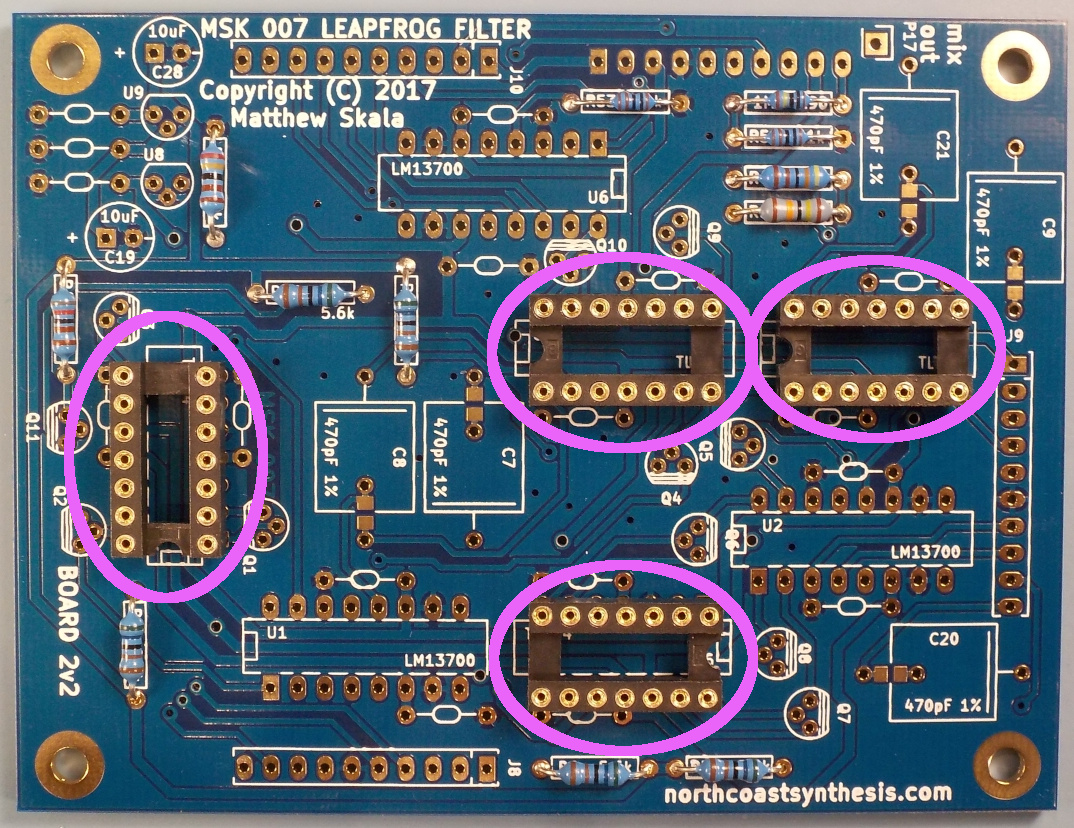 MSK 007 LEAPFROG FILTER
Copyright (C) 2017
Matthew Skala
10uF
+
C28
J10
mix
out
P17
U9
U8
LM13700
U6
470pF 1%
C21
10uF
+
C19
Q10
Q9
470pF 1%
C9
5.6k
TL
TL
J9
Q11
470pF 1%
C8
470pF 1%
C7
Q5
Q4
Q2
Q1
Q6
U2
LM13700
BOARD 2v2
U1
LM13700
Q8
C20
470pF 1%
Q7
J8
northcoastsynthesis.com